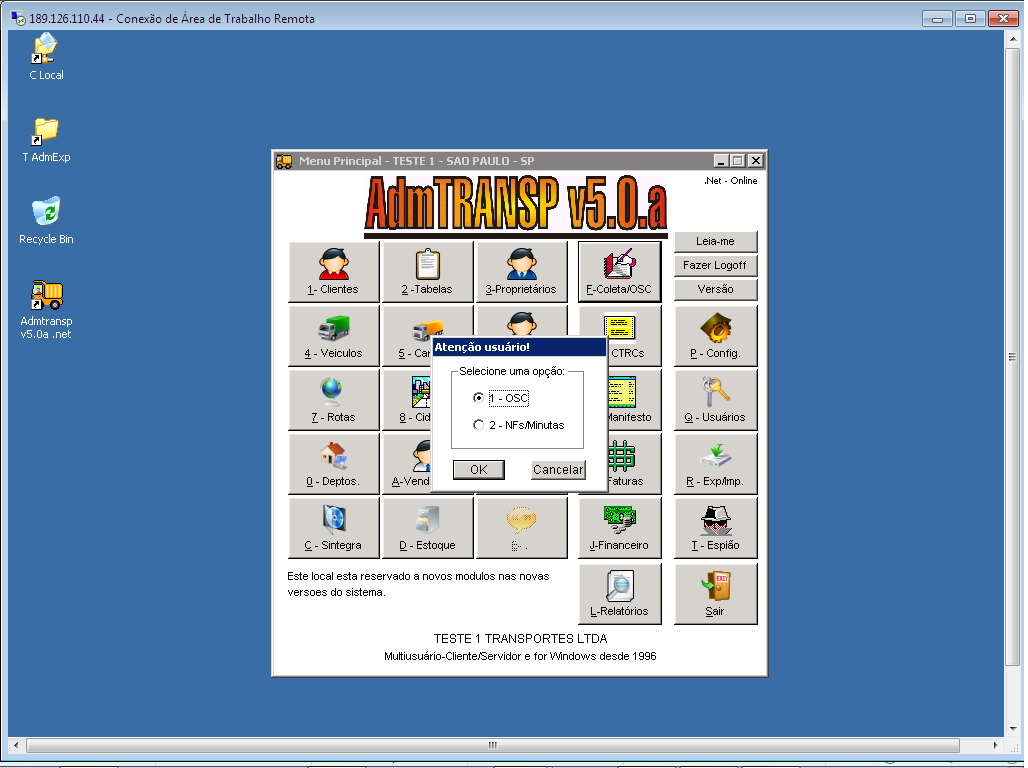 189.126.110.44 - Conexão de Área de Trabalho Remota
C Local
T AdmExp
Recycle Bin
Admtransp
v5.0a .net
Menu Principal - TESTE 1 - SAO PAULO - SP
.Net - Online
AdmTRANSP v5.0.a
Leia-me
Fazer Logoff
Versão
1- Clientes
2 -Tabelas
3-Proprietários
F-Coleta/OSC
4 - Veiculos
5 - Ca
CTRCs
P - Config.
Atenção usuário!
Selecione uma opção:
1 - OSC
2 - NFs/Minutas
OK
Cancelar
7 - Rotas
8 - Cid
Manifesto
Q - Usuários
0 - Deptos.
A-Vend
Faturas
R - Exp/Imp.
C - Sintegra
D - Estoque
E- .
J-Financeiro
T - Espião
Este local esta reservado a novos modulos nas novas
versoes do sistema.
L-Relatórios
Sair
EXIT
TESTE 1 TRANSPORTES LTDA
Multiusuário-Cliente/Servidor e for Windows desde 1996